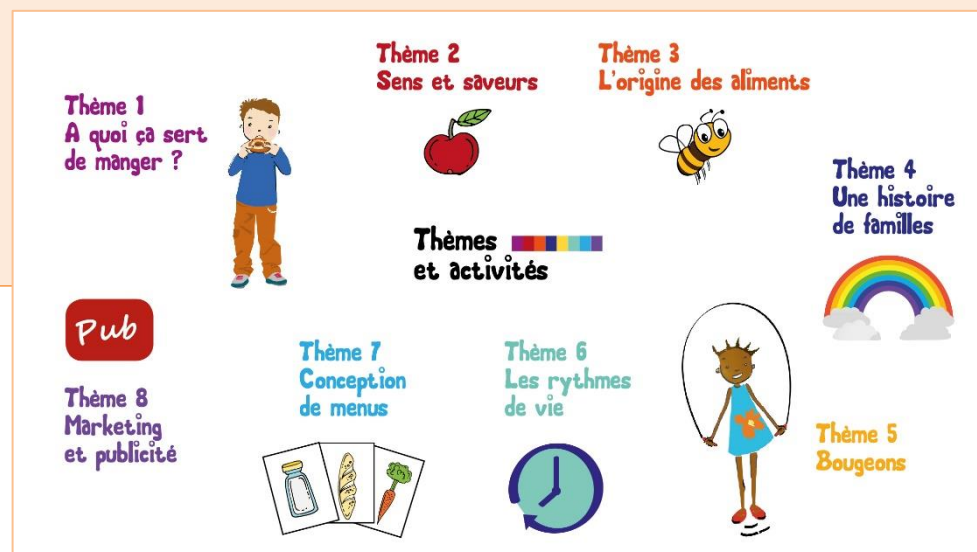 Thème 1
A quoi ça sert
de manger ?
Thème 2
Sens et saveurs
Thème 3
L'origine des aliments
Thème 4
Une histoire
de familles
Thèmes
et activités
Pub
Thème 8
Marketing
et publicité
Thème 7
Conception
de menus
Thème 6
Les rythmes
de vie
Thème 5
Bougeons